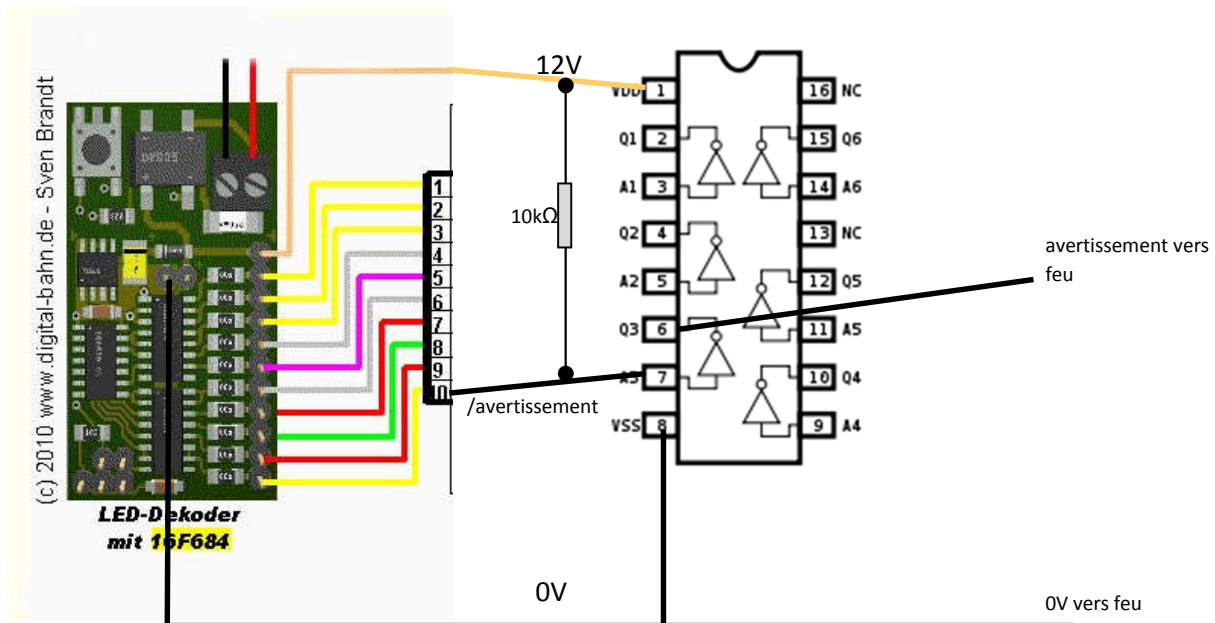 (c) 2010 www.digital-bahn.de - Sven Brandt
LED-Dekoder
mit 16F684
1
2
3
4
5
6
7
8
9
10
12V
10kΩ
/avertissement
0V
VDD 1
Q1 2
A1 3
Q2 4
A2 5
Q3 6
A3 7
VSS 8
16 NC
15 Q6
14 A6
13 NC
12 Q5
11 A5
10 Q4
9 A4
avertissement vers
feu
0V vers feu